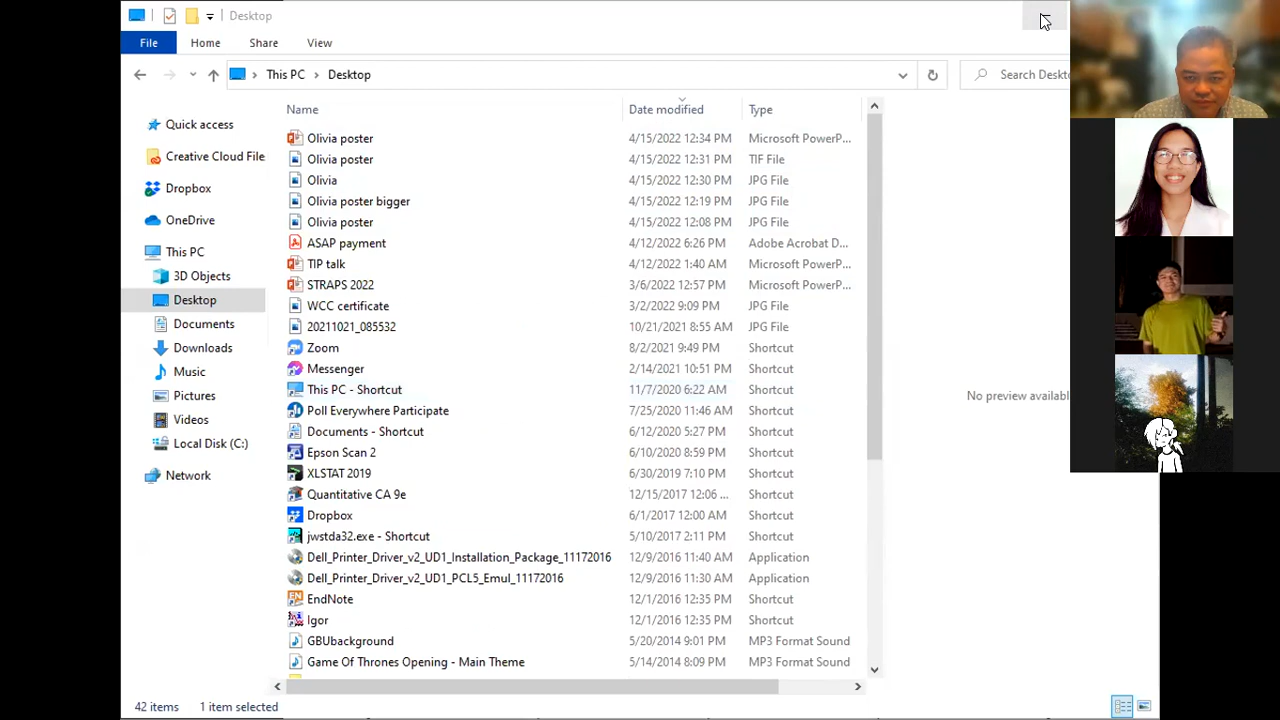 Desktop
File Home Share View
This PC Desktop Search Deskto
Name Date modified Type
Quick access
Creative Cloud File
Dropbox
OneDrive
This PC
3D Objects
Desktop
Documents
Downloads
Music
Pictures
Videos
Local Disk (C:)
Network
Olivia poster 4/15/2022 12:34 PM Microsoft PowerP...
Olivia poster 4/15/2022 12:31 PM TIF File
Olivia 4/15/2022 12:30 PM JPG File
Olivia poster bigger 4/15/2022 12:19 PM JPG File
Olivia poster 4/15/2022 12:08 PM JPG File
ASAP payment 4/12/2022 6:26 PM Adobe Acrobat D...
TIP talk 4/12/2022 1:40 AM Microsoft PowerP...
STRAPS 2022 3/6/2022 12:57 PM Microsoft PowerP...
WCC certificate 3/2/2022 9:09 PM JPG File
20211021_085532 10/21/2021 8:55 AM JPG File
Zoom 8/2/2021 9:49 PM Shortcut
Messenger 2/14/2021 10:51 PM Shortcut
This PC - Shortcut 11/7/2020 6:22 AM Shortcut
Poll Everywhere Participate 7/25/2020 11:46 AM Shortcut
Documents - Shortcut 6/12/2020 5:27 PM Shortcut
Epson Scan 2 6/10/2020 8:59 PM Shortcut
XLSTAT 2019 6/30/2019 7:10 PM Shortcut
Quantitative CA 9e 12/15/2017 12:06 ... Shortcut
Dropbox 6/1/2017 12:00 AM Shortcut
jwstda32.exe - Shortcut 5/10/2017 2:11 PM Shortcut
Dell_Printer_Driver_v2_UD1_Installation_Package_11172016 12/9/2016 11:40 AM Application
Dell_Printer_Driver_v2_UD1_PCL5_Emul_11172016 12/9/2016 11:30 AM Application
EndNote 12/1/2016 12:35 PM Shortcut
Igor 12/1/2016 12:35 PM Shortcut
GBUbackground 5/20/2014 9:01 PM MP3 Format Sound
Game Of Thrones Opening - Main Theme 5/14/2014 8:09 PM MP3 Format Sound
No preview availabl
42 items 1 item selected